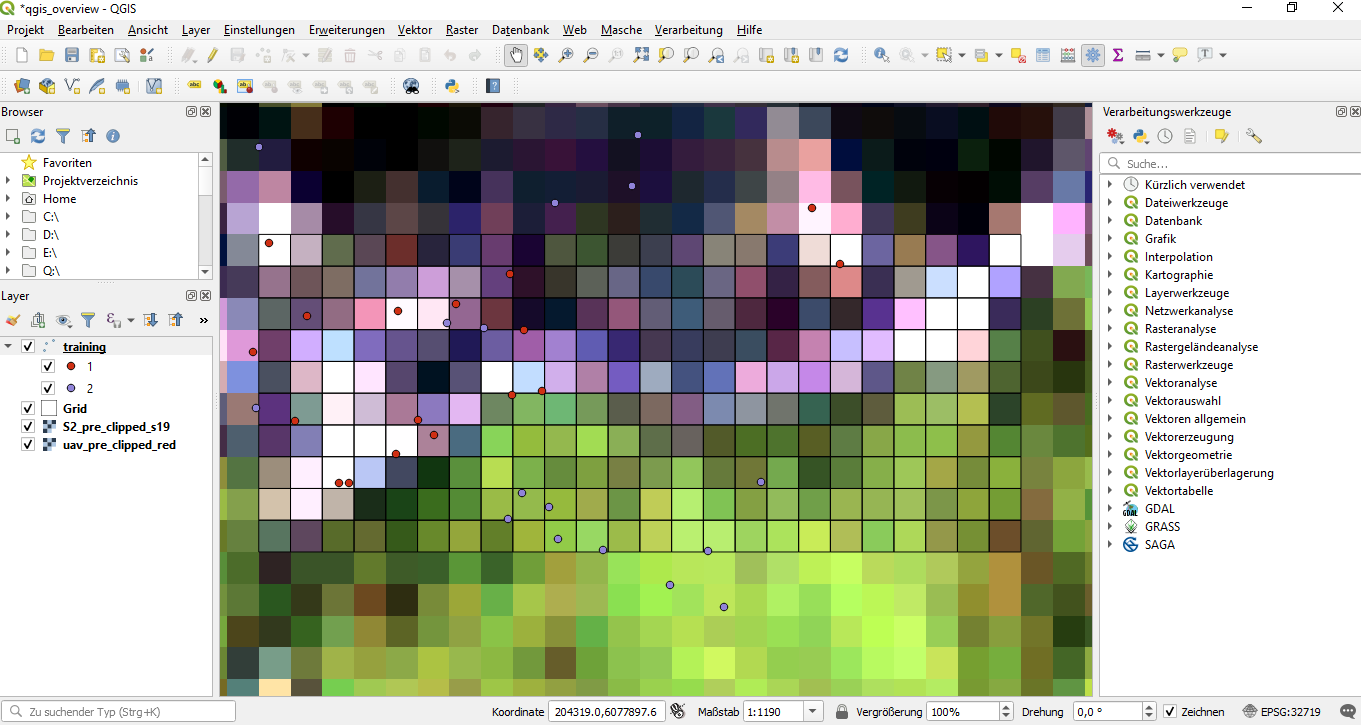 *qgis_overview - QGIS
Projekt Bearbeiten Ansicht Layer Einstellungen Erweiterungen Vektor Raster Datenbank Web Masche Verarbeitung Hilfe
Browser
Favoriten
Projektverzeichnis
Home
C:\
D:\
E:\
Q:\
Layer
training
1
2
Grid
S2_pre_clipped_s19
uav_pre_clipped_red
Verarbeitungswerkzeuge
Suche...
Kürzlich verwendet
Dateiwerkzeuge
Datenbank
Grafik
Interpolation
Kartographie
Layerwerkzeuge
Netzwerkanalyse
Rasteranalyse
Rastergeländeanalyse
Rasterwerkzeuge
Vektoranalyse
Vektorauswahl
Vektoren allgemein
Vektorerzeugung
Vektorgeometrie
Vektorlayerüberlagerung
Vektortabelle
GDAL
GRASS
SAGA
Zu suchender Typ (Strg+K) Koordinate 204319.0,6077897.6 Maßstab 1:1190 Vergrößerung 100% Drehung 0,0 ° Zeichnen EPSG:32719